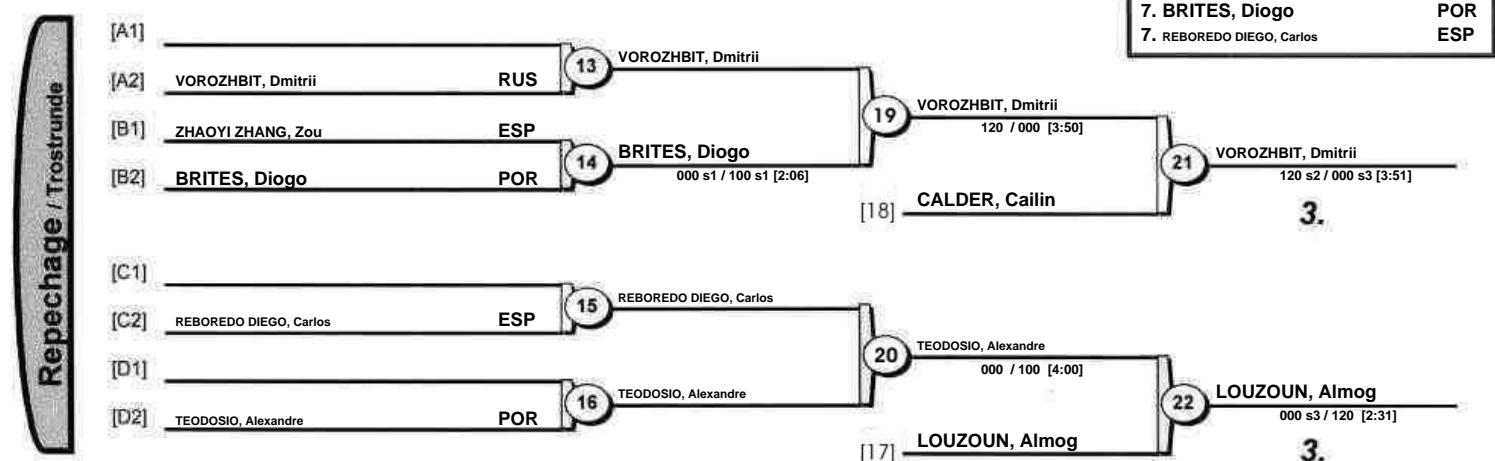 7. BRITES, Diogo POR
7. REBOREDO DIEGO, Carlos ESP
Repechage / Trostrunde
[A1]
[A2] VOROZHBIT, Dmitrii RUS
13 VOROZHBIT, Dmitrii
[B1] ZHAOYI ZHANG, Zou ESP
[B2] BRITES, Diogo POR
14 BRITES, Diogo
000 s1 / 100 s1 [2:06]
19 VOROZHBIT, Dmitrii
120 / 000 [3:50]
[18] CALDER, Cailin
21 VOROZHBIT, Dmitrii
120 s2 / 000 s3 [3:51]
3.
[C1]
[C2] REBOREDO DIEGO, Carlos ESP
15 REBOREDO DIEGO, Carlos
[D1]
[D2] TEODOSIO, Alexandre POR
16 TEODOSIO, Alexandre
20 TEODOSIO, Alexandre
000 / 100 [4:00]
[17] LOUZOUN, Almog
22 LOUZOUN, Almog
000 s3 / 120 [2:31]
3.